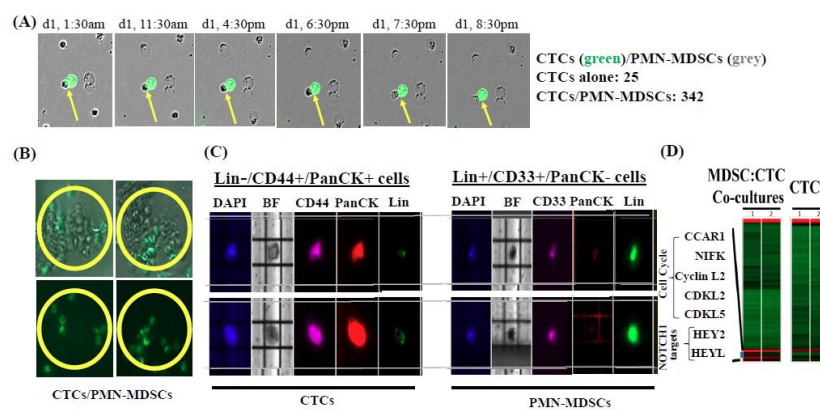 (A)
d1, 1:30am d1, 11:30am d1, 4:30pm d1, 6:30pm d1, 7:30pm d1, 8:30pm
CTCs (green)/PMN-MDSCs (grey)
CTCs alone: 25
CTCs/PMN-MDSCs: 342
(B)
CTCs/PMN-MDSCs
(C)
Lin-/CD44+/PanCK+ cells
DAPI BF CD44 PanCK Lin
CTCs
Lin+/CD33+/PanCK- cells
DAPI BF CD33 PanCK Lin
PMN-MDSCs
(D)
MDSC:CTC
Co-cultures
CTC
1 2 1 2
Cell Cycle
CCAR1
NIFK
Cyclin L2
CDKL2
CDKL5
NOTCH1
targets
HEY2
HEYL